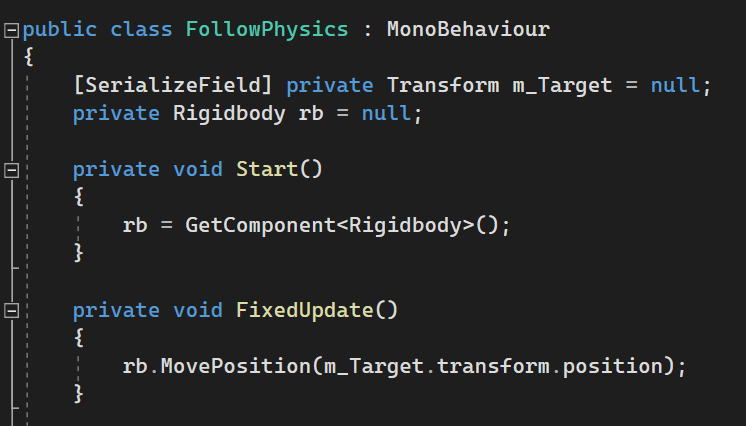 public class FollowPhysics : MonoBehaviour
{
[SerializeField] private Transform m_Target = null;
private Rigidbody rb = null;
private void Start()
{
rb = GetComponent<Rigidbody>();
}
private void FixedUpdate()
{
rb.MovePosition(m_Target.transform.position);
}